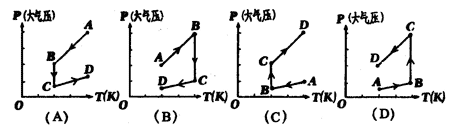 P(大气压) P(大气压) P(大气压) P(大气压)
A B D C
B A C D
C D D C B A A B
O T(K) O T(K) O T(K) O T(K)
(A) (B) (C) (D)